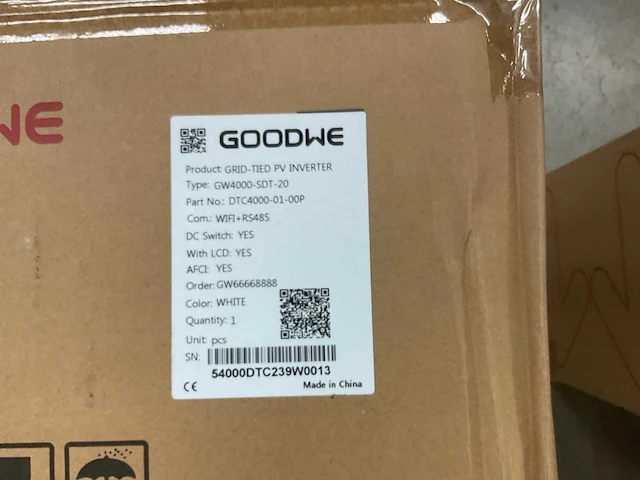 WE
GOODWE
Product: GRID-TIED PV INVERTER
Type: GW4000-SDT-20
Part No.: DTC4000-01-00P
Com.: WIFI+RS485
DC Switch: YES
With LCD: YES
AFCI: YES
Order: GW66668888
Color: WHITE
Quantity: 1
Unit: pcs
SN:
54000DTC239W0013
CE Made in China